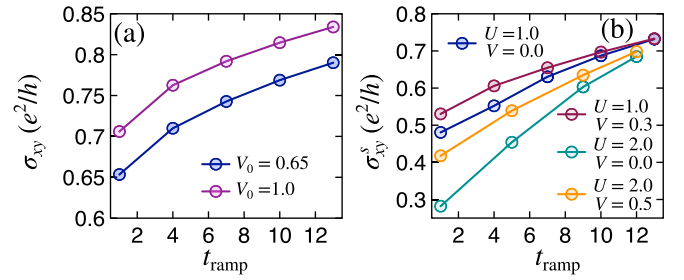 (a)
σxy (e²/h)
0.85
0.8
0.75
0.7
0.65
0.6
V₀ = 0.65
V₀ =1.0
2 4 6 8 10 12
t_ramp
(b)
σˢxy (e²/h)
0.8
0.7
0.6
0.5
0.4
0.3
U =1.0
V = 0.0
U =1.0
V = 0.3
U =2.0
V = 0.0
U = 2.0
V = 0.5
2 4 6 8 10 12
t_ramp